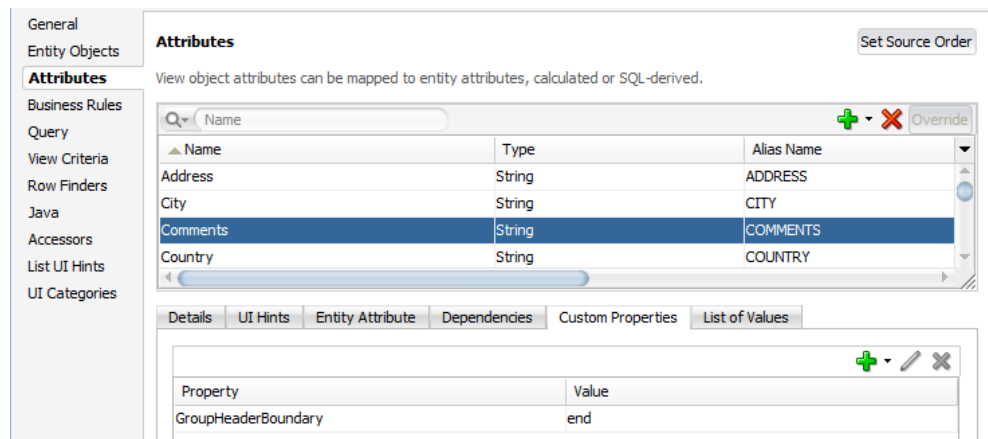 General
Entity Objects
Attributes
Business Rules
Query
View Criteria
Row Finders
Java
Accessors
List UI Hints
UI Categories
Attributes
Set Source Order
View object attributes can be mapped to entity attributes, calculated or SQL-derived.
Name
Override
Name Type Alias Name
Address String ADDRESS
City String CITY
Comments String COMMENTS
Country String COUNTRY
Details UI Hints Entity Attribute Dependencies Custom Properties List of Values
Property Value
GroupHeaderBoundary end